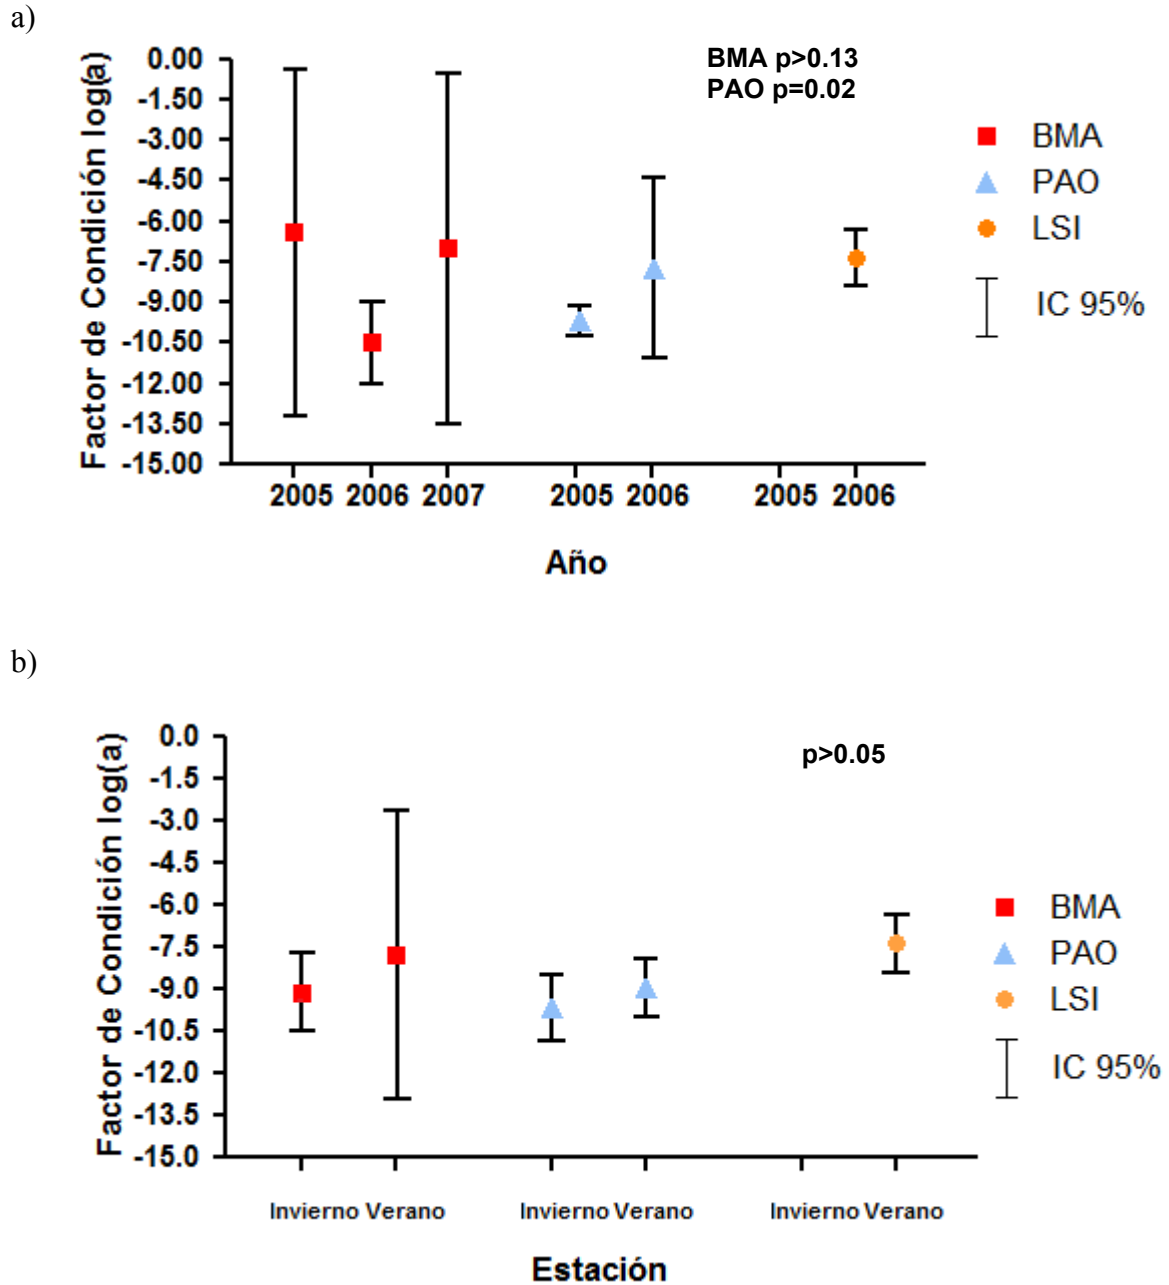 a)
BMA p>0.13
PAO p=0.02
Factor de Condición log(a)
0.00
-1.50
-3.00
-4.50
-6.00
-7.50
-9.00
-10.50
-12.00
-13.50
-15.00
BMA
PAO
LSI
IC 95%
2005 2006 2007 2005 2006 2005 2006
Año
b)
p>0.05
Factor de Condición log(a)
0.0
-1.5
-3.0
-4.5
-6.0
-7.5
-9.0
-10.5
-12.0
-13.5
-15.0
BMA
PAO
LSI
IC 95%
Invierno Verano Invierno Verano Invierno Verano
Estación